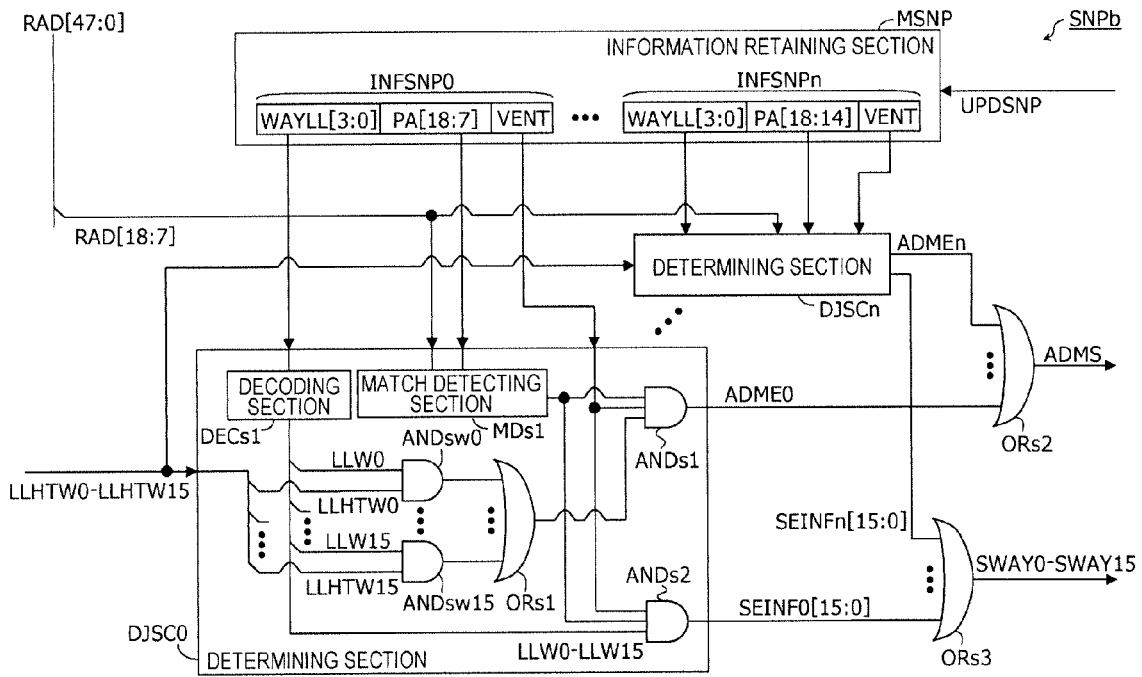 RAD[47:0]
MSNP
SNPb
INFORMATION RETAINING SECTION
INFSNP0
INFSNPn
WAYLL[3:0] PA[18:7] VENT
WAYLL[3:0] PA[18:14] VENT
UPDSNP
RAD[18:7]
DETERMINING SECTION
ADMEn
DJSCn
ADMS
DECODING SECTION
MATCH DETECTING SECTION
ADME0
DECs1
MDs1
ANDsw0
ANDs1
ORs2
LLW0
LLHTW0-LLHTW15
LLHTW0
LLW15
LLHTW15
ANDsw15
ORs1
SEINFn[15:0]
ANDs2
SWAY0-SWAY15
SEINF0[15:0]
DJSC0
LLW0-LLW15
ORs3
DETERMINING SECTION